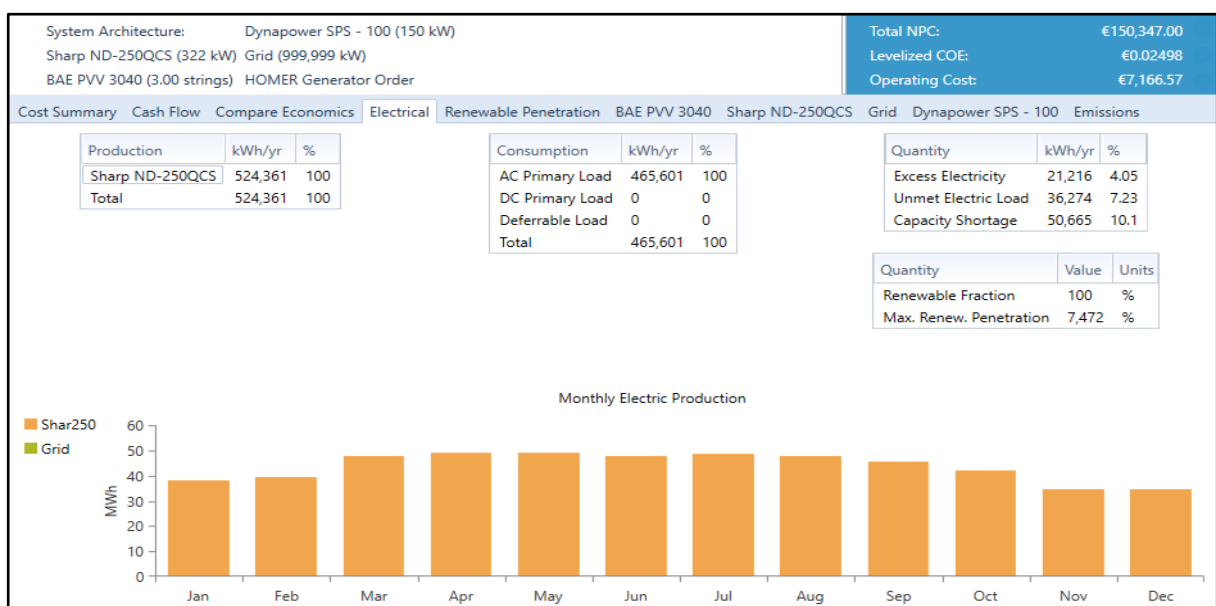 System Architecture: Dynapower SPS - 100 (150 kW)
Sharp ND-250QCS (322 kW) Grid (999,999 kW)
BAE PVV 3040 (3.00 strings) HOMER Generator Order
Total NPC: €150,347.00
Levelized COE: €0.02498
Operating Cost: €7,166.57
Cost Summary Cash Flow Compare Economics Electrical Renewable Penetration BAE PVV 3040 Sharp ND-250QCS Grid Dynapower SPS - 100 Emissions
Production kWh/yr %
Sharp ND-250QCS 524,361 100
Total 524,361 100
Consumption kWh/yr %
AC Primary Load 465,601 100
DC Primary Load 0 0
Deferrable Load 0 0
Total 465,601 100
Quantity kWh/yr %
Excess Electricity 21,216 4.05
Unmet Electric Load 36,274 7.23
Capacity Shortage 50,665 10.1
Quantity Value Units
Renewable Fraction 100 %
Max. Renew. Penetration 7,472 %
Monthly Electric Production
Shar250
Grid
MWh
60
50
40
30
20
10
0
Jan Feb Mar Apr May Jun Jul Aug Sep Oct Nov Dec